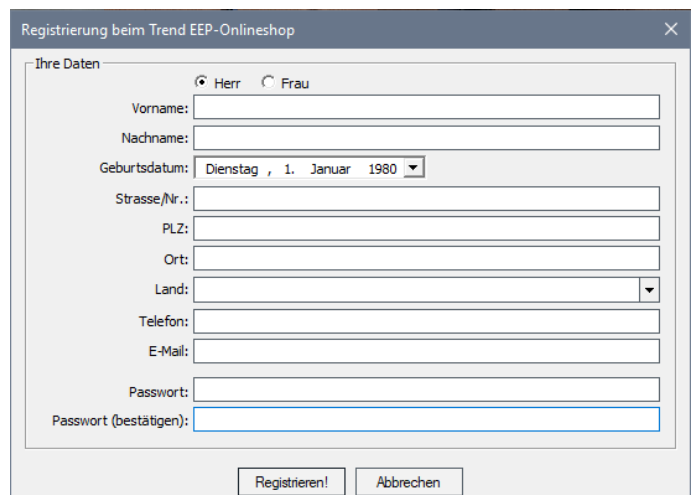 Registrierung beim Trend EEP-Onlineshop
Ihre Daten
Herr Frau
Vorname:
Nachname:
Geburtsdatum: Dienstag , 1. Januar 1980
Strasse/Nr.:
PLZ:
Ort:
Land:
Telefon:
E-Mail:
Passwort:
Passwort (bestätigen):
Registrieren! Abbrechen